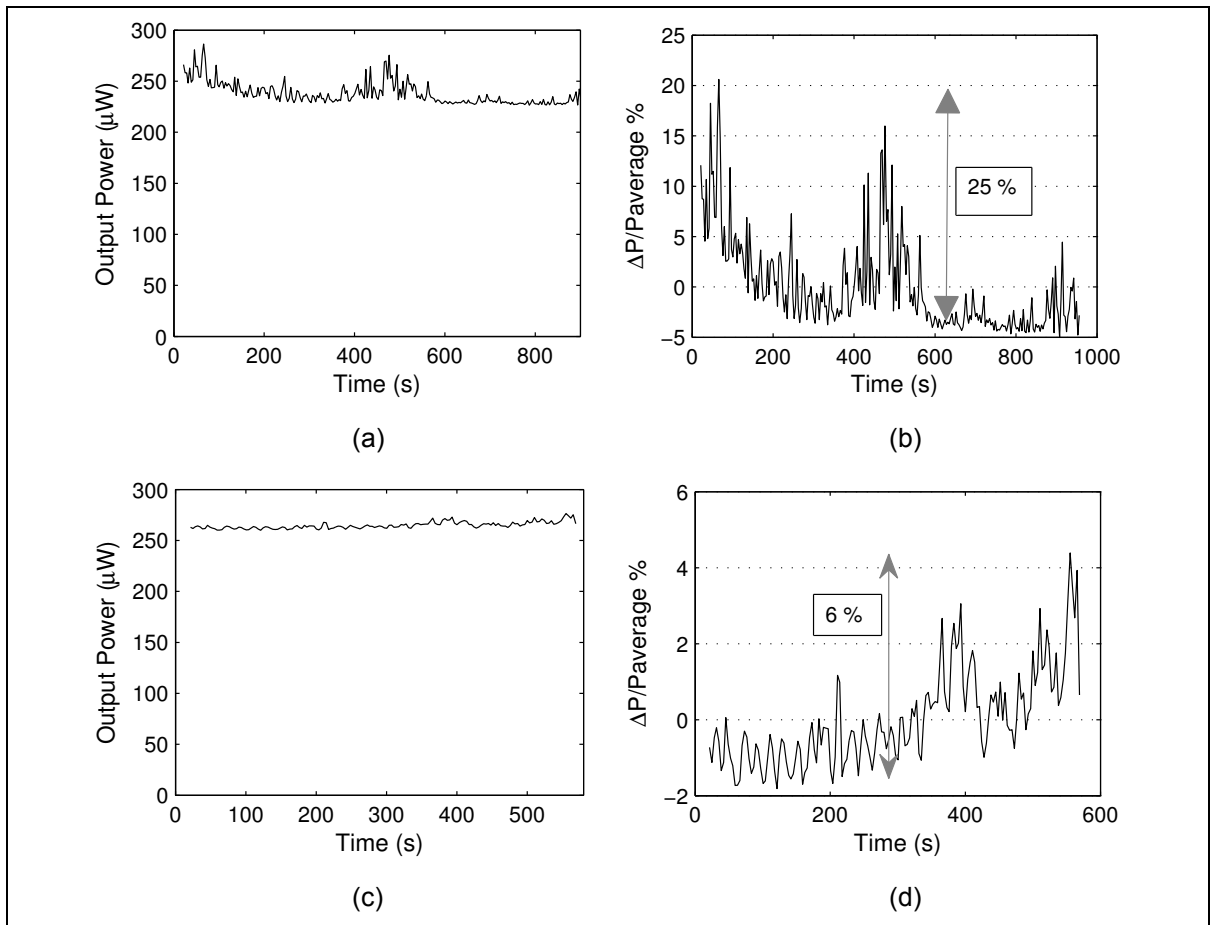 300
250
200
150
100
50
0
Output Power (μW)
0 200 400 600 800
Time (s)
(a)
25
20
15
10
5
0
−5
ΔP/Paverage %
25 %
0 200 400 600 800 1000
Time (s)
(b)
300
250
200
150
100
50
0
Output Power (μW)
0 100 200 300 400 500
Time (s)
(c)
6
4
2
0
−2
ΔP/Paverage %
6 %
0 200 400 600
Time (s)
(d)